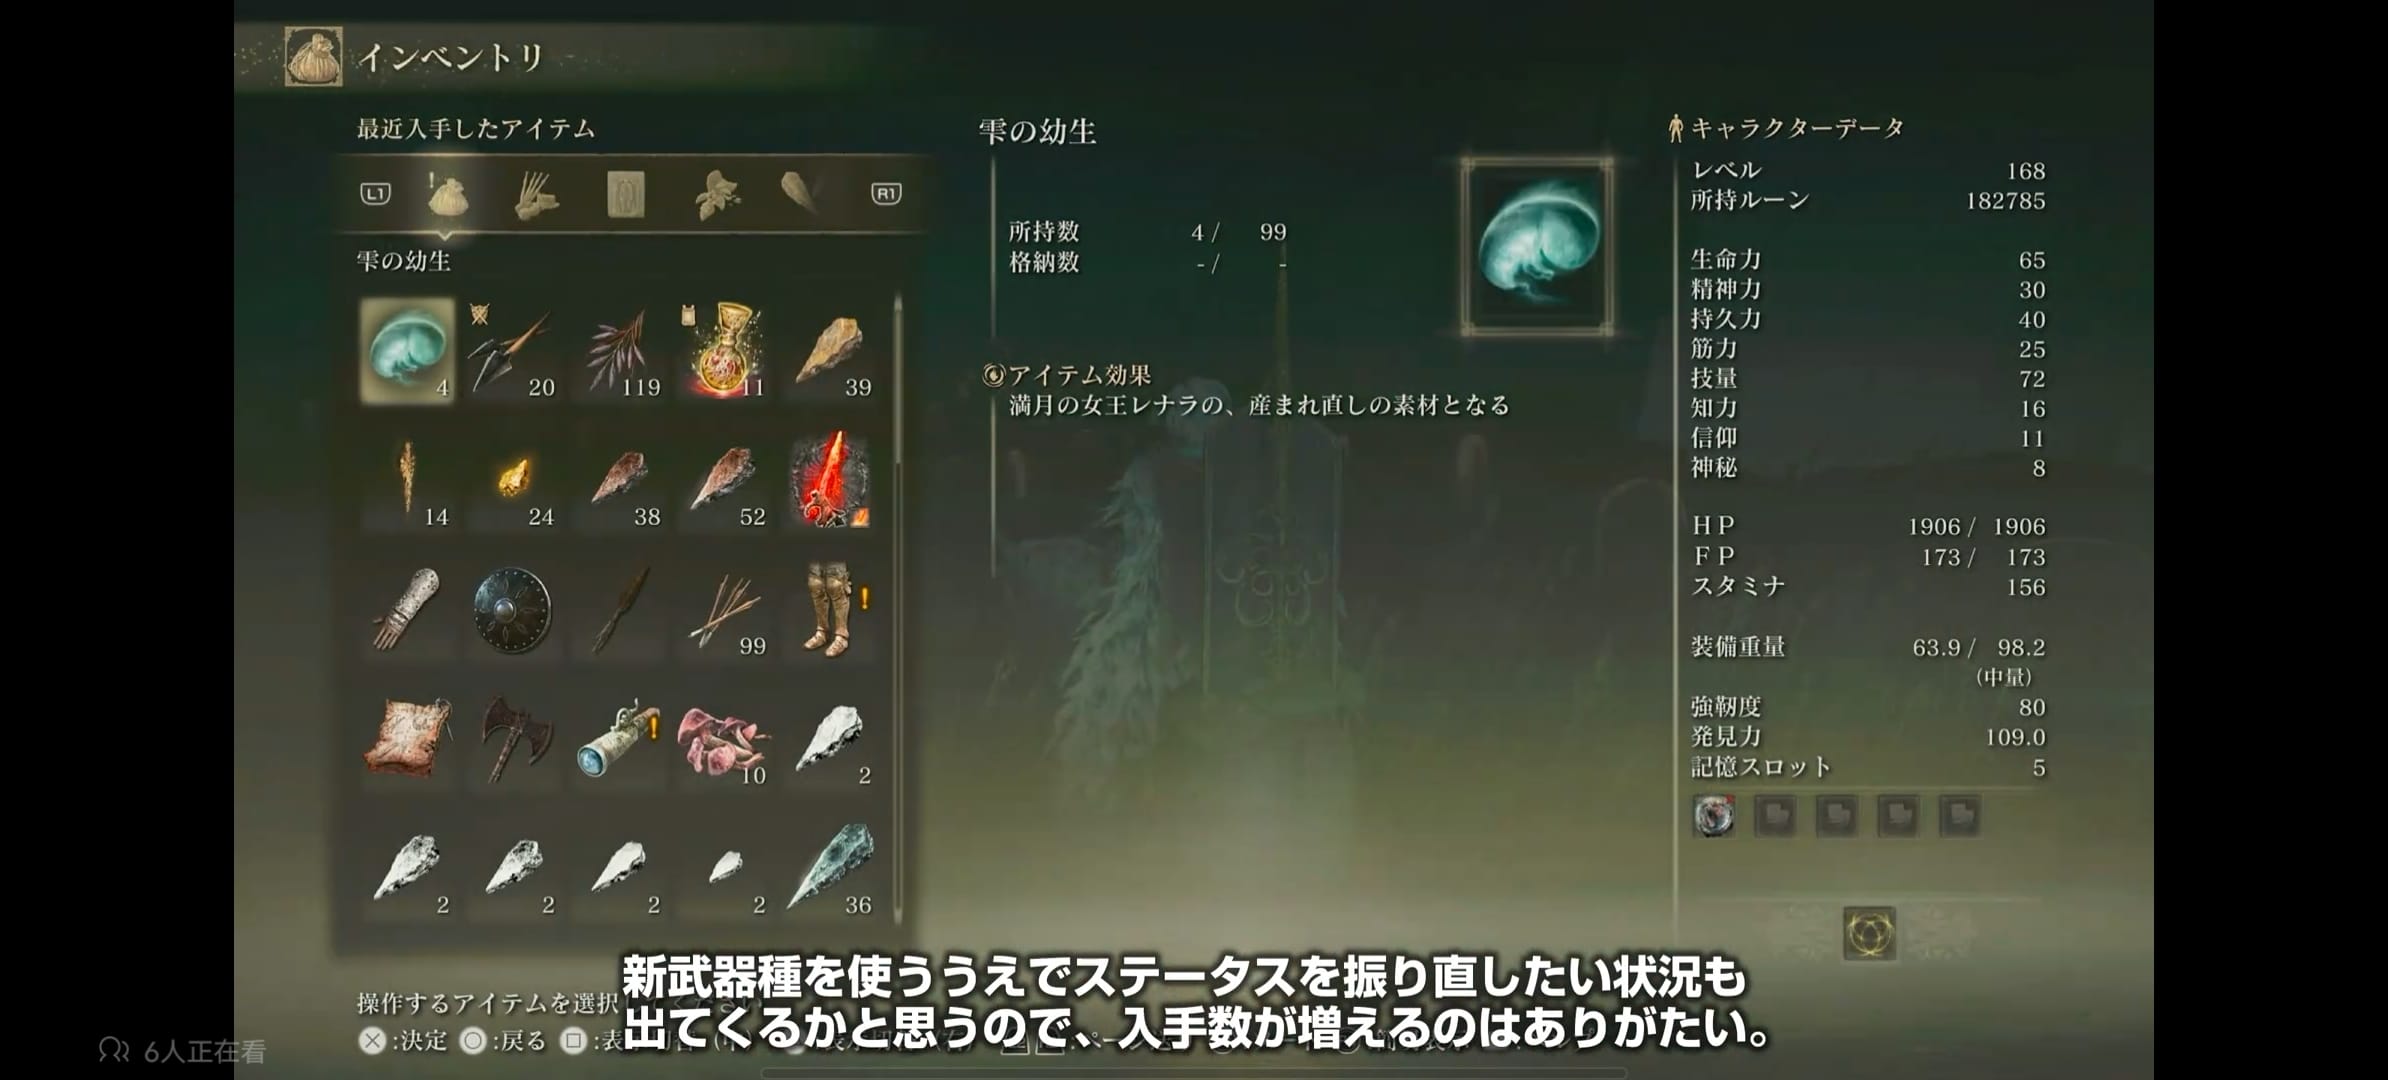 インベントリ
最近入手したアイテム
L1
R1
雫の幼生
4
20
119
11
39
14
24
38
52
99
10
2
2
2
2
2
36
雫の幼生
所持数 4 / 99
格納数 - / -
アイテム効果
満月の女王レナラの、産まれ直しの素材となる
キャラクターデータ
レベル 168
所持ルーン 182785
生命力 65
精神力 30
持久力 40
筋力 25
技量 72
知力 16
信仰 11
神秘 8
HP 1906 / 1906
FP 173 / 173
スタミナ 156
装備重量 63.9 / 98.2
(中量)
強靭度 80
発見力 109.0
記憶スロット 5
操作するアイテムを選択
:決定 :戻る
新武器種を使ううえでステータスを振り直したい状況も
出てくるかと思うので、入手数が増えるのはありがたい。
6人正在看